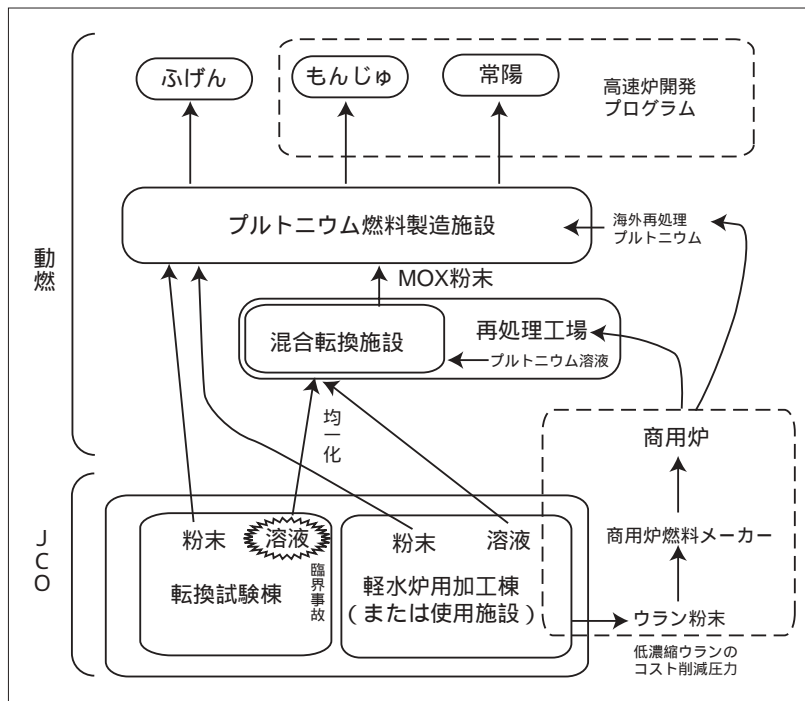 ふげん
もんじゅ
常陽
高速炉開発
プログラム
プルトニウム燃料製造施設
海外再処理
プルトニウム
動燃
MOX粉末
混合転換施設
再処理工場
プルトニウム溶液
均一化
商用炉
商用炉燃料メーカー
ウラン粉末
低濃縮ウランの
コスト削減圧力
JCO
粉末
溶液
臨界事故
転換試験棟
粉末
溶液
軽水炉用加工棟
(または使用施設)